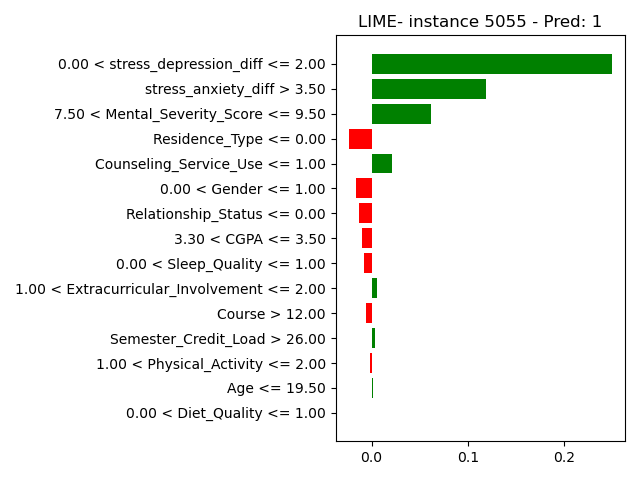 LIME- instance 5055 - Pred: 1
0.00 < stress_depression_diff <= 2.00
stress_anxiety_diff > 3.50
7.50 < Mental_Severity_Score <= 9.50
Residence_Type <= 0.00
Counseling_Service_Use <= 1.00
0.00 < Gender <= 1.00
Relationship_Status <= 0.00
3.30 < CGPA <= 3.50
0.00 < Sleep_Quality <= 1.00
1.00 < Extracurricular_Involvement <= 2.00
Course > 12.00
Semester_Credit_Load > 26.00
1.00 < Physical_Activity <= 2.00
Age <= 19.50
0.00 < Diet_Quality <= 1.00
0.0 0.1 0.2